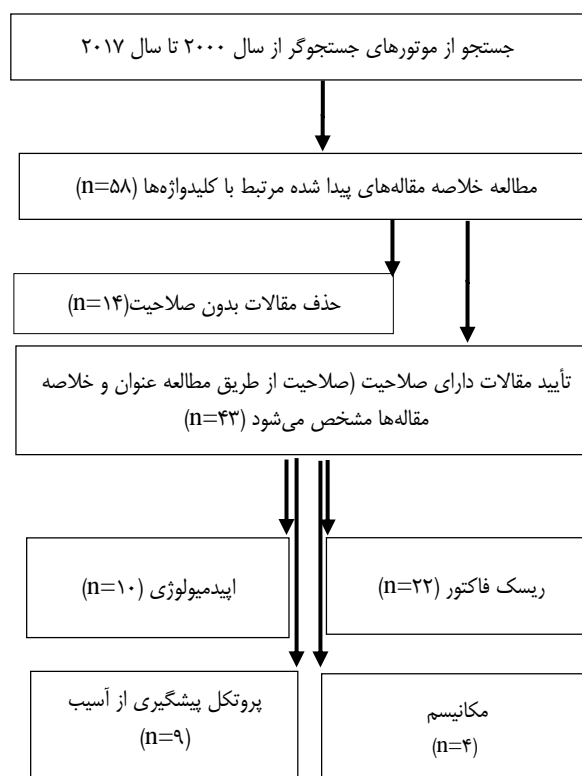 جستجو از موتورهای جستجوگر از سال ۲۰۰۰ تا سال ۲۰۱۷
مطالعه خلاصه مقاله‌های پیدا شده مرتبط با کلیدواژه‌ها (n=۵۸)
حذف مقالات بدون صلاحیت(n=۱۴)
تأیید مقالات دارای صلاحیت (صلاحیت از طریق مطالعه عنوان و خلاصه
مقاله‌ها مشخص می‌شود (n=۴۳)
ریسک فاکتور (n=۲۲)
اپیدمیولوژی (n=۱۰)
مکانیسم
(n=۴)
پروتکل پیشگیری از آسیب
(n=۹)